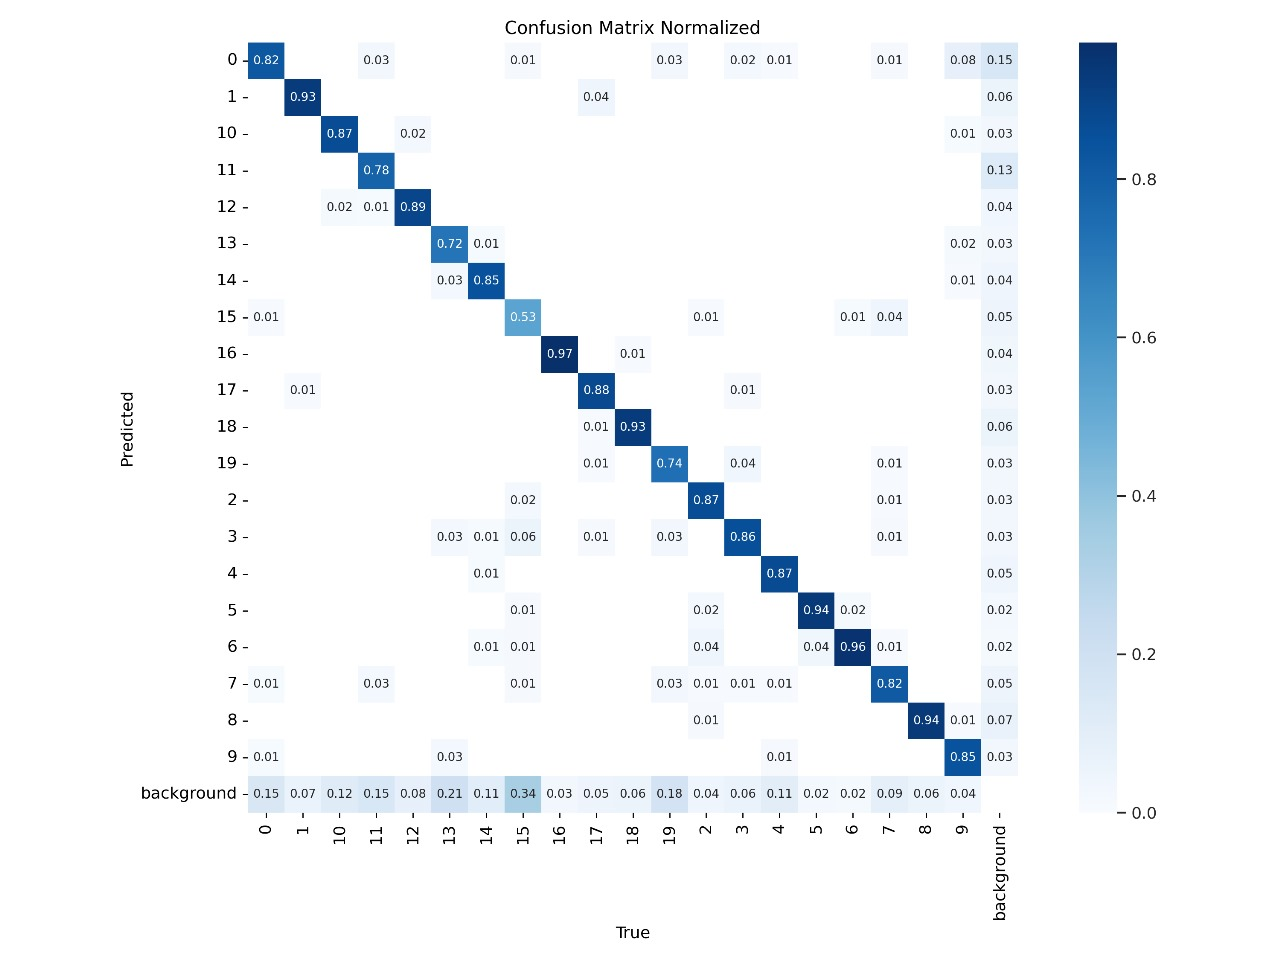 Confusion Matrix Normalized
0 0.82 0.03 0.01 0.03 0.02 0.01 0.01 0.08 0.15
1 0.93 0.04 0.06
10 0.87 0.02 0.01 0.03
11 0.78 0.13
12 0.02 0.01 0.89 0.04
13 0.72 0.01 0.02 0.03
14 0.03 0.85 0.01 0.04
15 0.01 0.53 0.01 0.01 0.04 0.05
16 0.97 0.01 0.04
17 0.01 0.88 0.01 0.03
18 0.01 0.93 0.06
19 0.01 0.74 0.04 0.01 0.03
2 0.02 0.87 0.01 0.03
3 0.03 0.01 0.06 0.01 0.03 0.86 0.01 0.03
4 0.01 0.87 0.05
5 0.01 0.02 0.94 0.02 0.02
6 0.01 0.01 0.04 0.04 0.96 0.01 0.02
7 0.01 0.03 0.01 0.03 0.01 0.01 0.01 0.82 0.05
8 0.01 0.94 0.01 0.07
9 0.01 0.03 0.01 0.85 0.03
background 0.15 0.07 0.12 0.15 0.08 0.21 0.11 0.34 0.03 0.05 0.06 0.18 0.04 0.06 0.11 0.02 0.02 0.09 0.06 0.04
0 1 10 11 12 13 14 15 16 17 18 19 2 3 4 5 6 7 8 9 background
True
Predicted
0.8
0.6
0.4
0.2
0.0